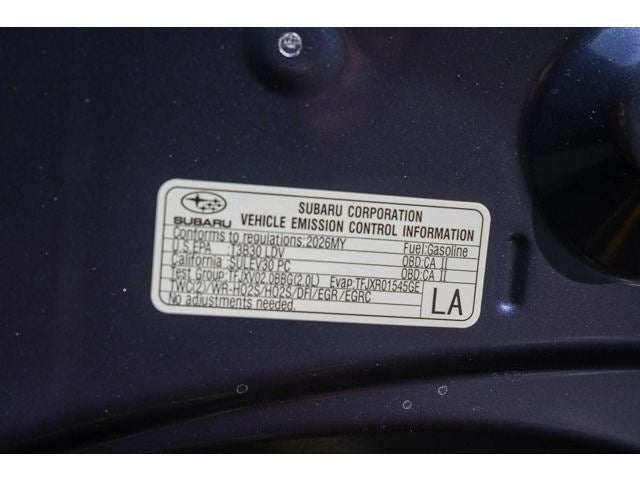 SUBARU CORPORATION
SUBARU VEHICLE EMISSION CONTROL INFORMATION
Conforms to regulations:2026MY Fuel:Gasoline
U.S.EPA :T3B30 LDV OBD:CA II
California :SULEV30 PC OBD:CA II
Test Group :TFJXV02.0BBG(2.0L) Evap:TFJXR01545GE
TWC(2)/WR-HO2S/HO2S/DFI/EGR/EGRC
No adjustments needed.
LA